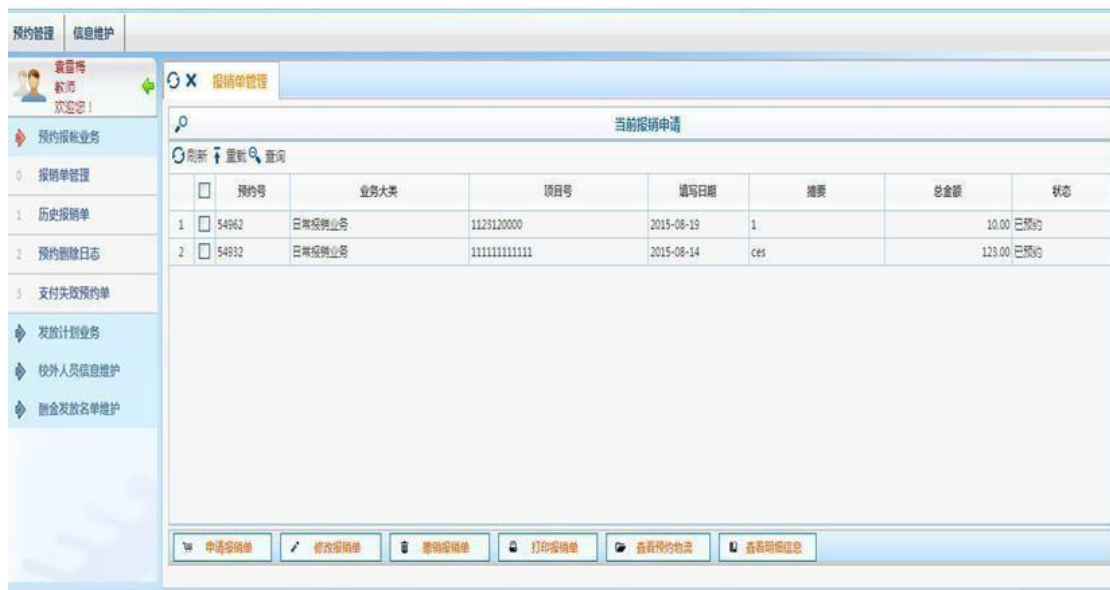 预约管理 信息维护
袁雪梅
教师
欢迎您！
报销单管理
预约报帐业务
0 报销单管理
1 历史报销单
2 预约删除日志
3 支付失败预约单
发放计划业务
校外人员信息维护
酬金发放名单维护
当前报销申请
刷新 重载 查询
预约号 业务大类 项目号 填写日期 摘要 总金额 状态
1 54962 日常报销业务 1123120000 2015-08-19 1 10.00 已预约
2 54932 日常报销业务 111111111111 2015-08-14 ces 123.00 已预约
申请报销单 修改报销单 撤销报销单 打印报销单 查看预约物流 查看明细信息